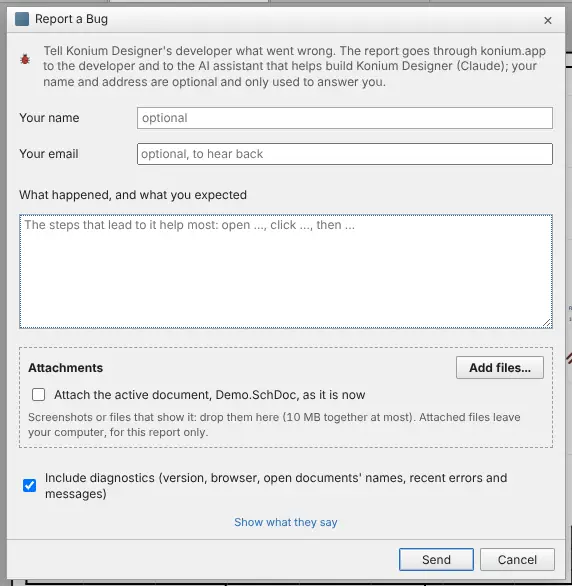 Report a Bug
Tell Konium Designer's developer what went wrong. The report goes through konium.app
to the developer and to the AI assistant that helps build Konium Designer (Claude); your
name and address are optional and only used to answer you.
Your name
optional
Your email
optional, to hear back
What happened, and what you expected
The steps that lead to it help most: open ..., click ..., then ...
Attachments
Add files...
Attach the active document, Demo.SchDoc, as it is now
Screenshots or files that show it: drop them here (10 MB together at most). Attached files leave
your computer, for this report only.
Include diagnostics (version, browser, open documents' names, recent errors and
messages)
Show what they say
Send
Cancel